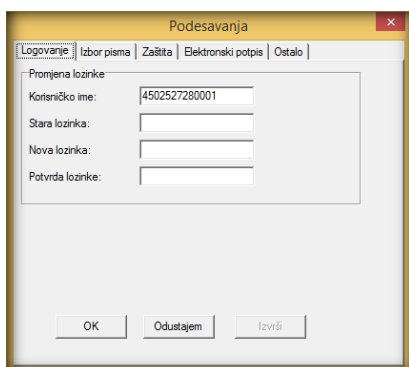 Podesavanja
Logovanje Izbor pisma Zaštita Elektronski potpis Ostalo
Promjena lozinke
Korisničko ime: 4502527280001
Stara lozinka:
Nova lozinka:
Potvrda lozinke:
OK Odustajem Izvrši